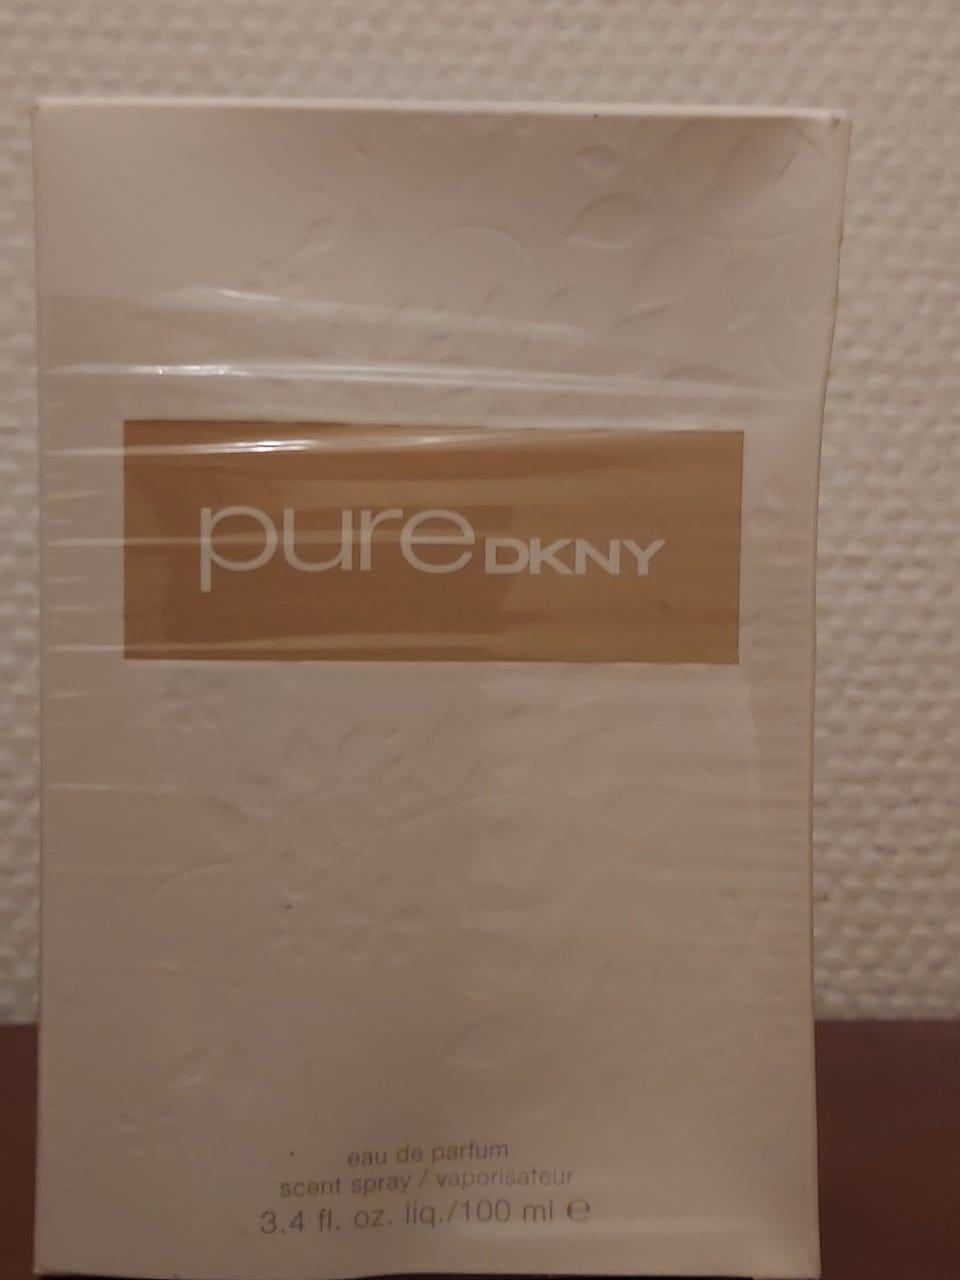 pure DKNY
eau de parfum
scent spray / vaporisateur
3.4 fl. oz. liq./100 ml ℮